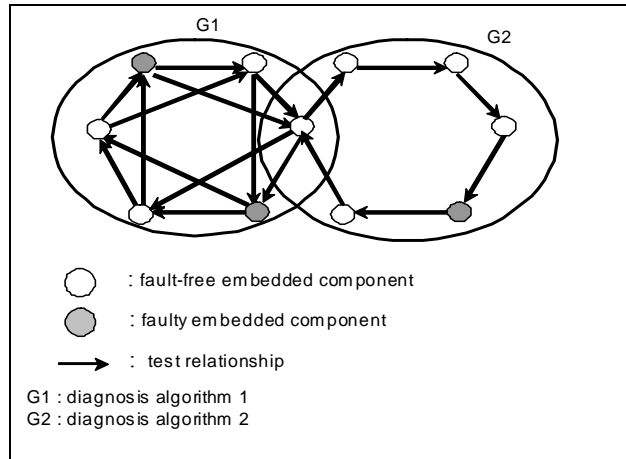 G1
G2
: fault-free embedded component
: faulty embedded component
: test relationship
G1 : diagnosis algorithm 1
G2 : diagnosis algorithm 2